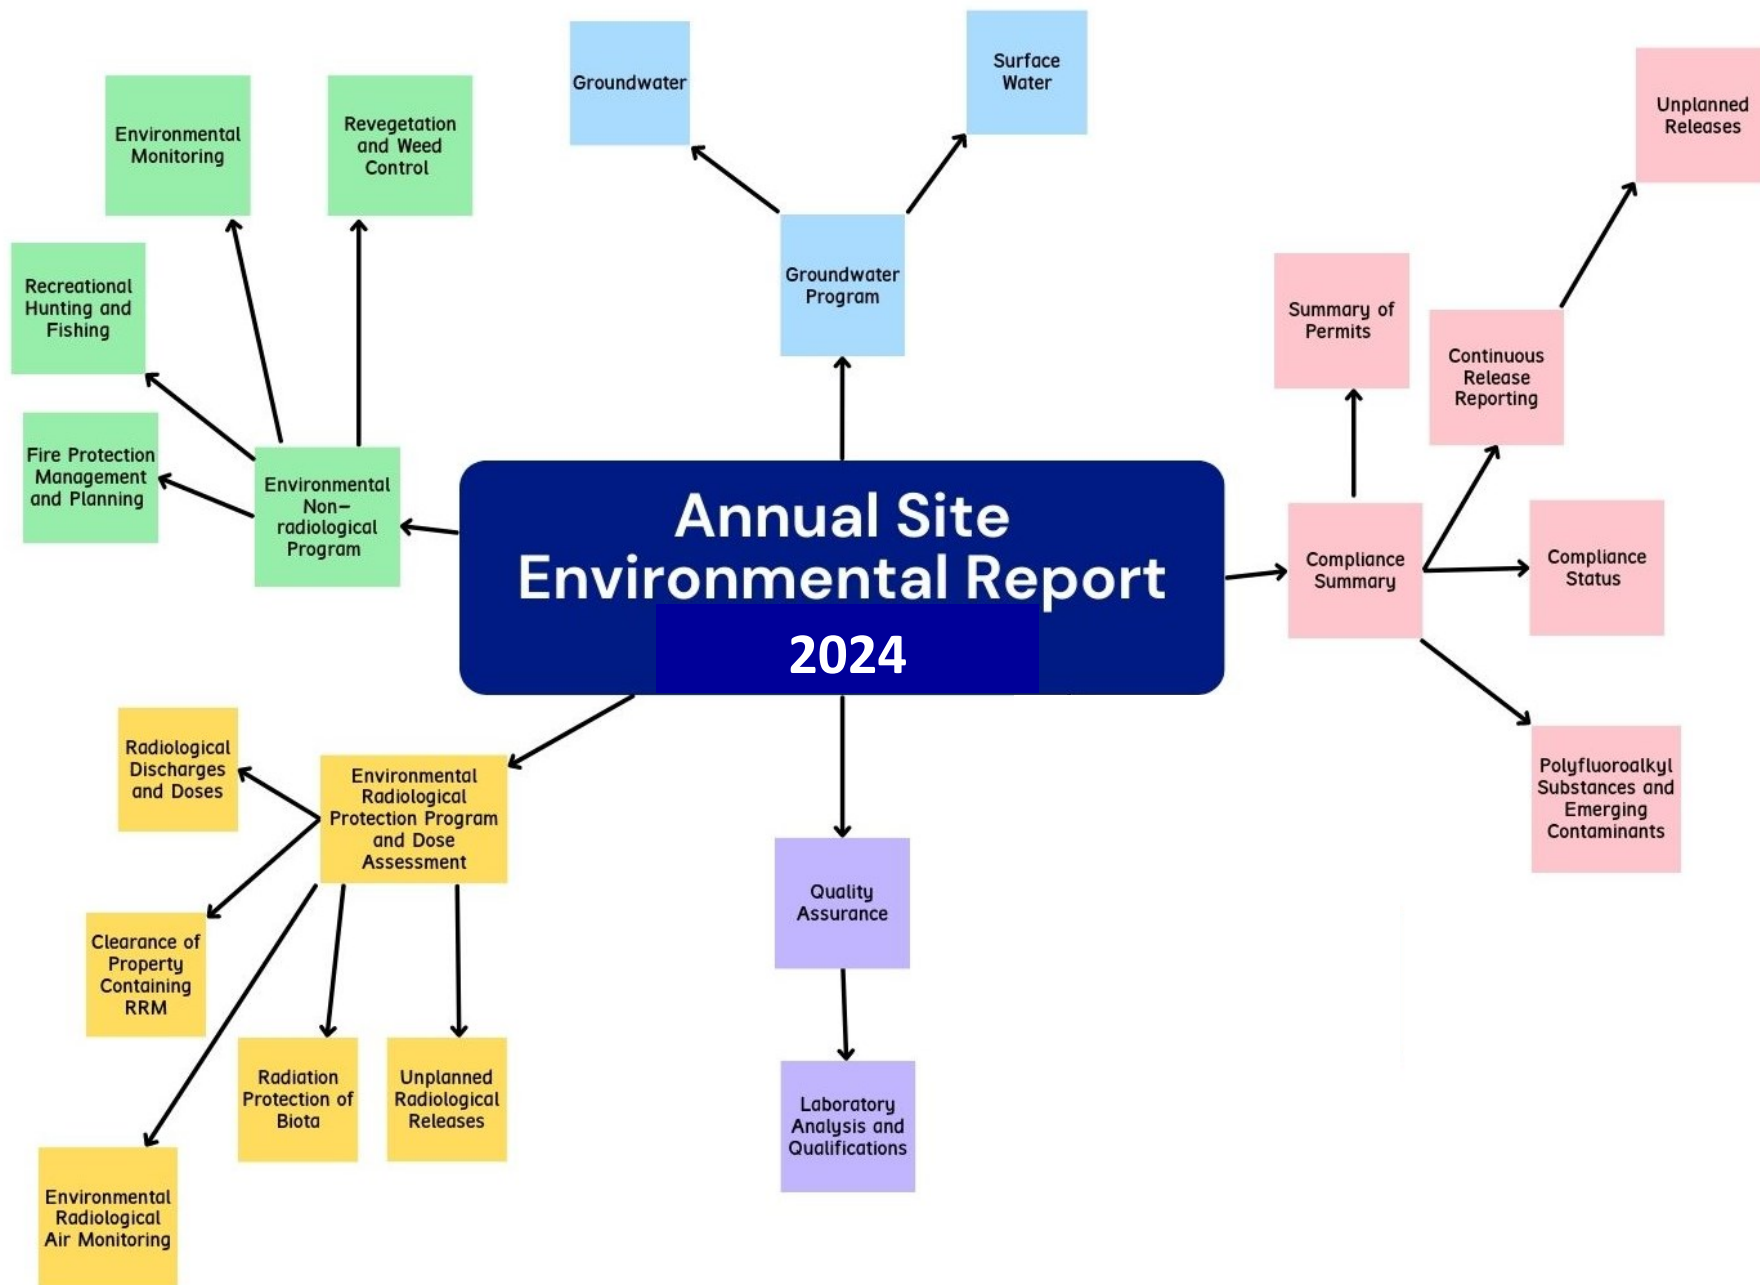 Groundwater
Surface
Water
Unplanned
Releases
Environmental
Monitoring
Revegetation
and Weed
Control
Recreational
Hunting and
Fishing
Groundwater
Program
Summary of
Permits
Continuous
Release
Reporting
Fire Protection
Management
and Planning
Environmental
Non-
radiological
Program
Annual Site
Environmental Report
2024
Compliance
Summary
Compliance
Status
Radiological
Discharges
and Doses
Environmental
Radiological
Protection Program
and Dose
Assessment
Polyfluoroalkyl
Substances and
Emerging
Contaminants
Quality
Assurance
Clearance of
Property
Containing
RRM
Radiation
Protection of
Biota
Unplanned
Radiological
Releases
Laboratory
Analysis and
Qualifications
Environmental
Radiological
Air Monitoring